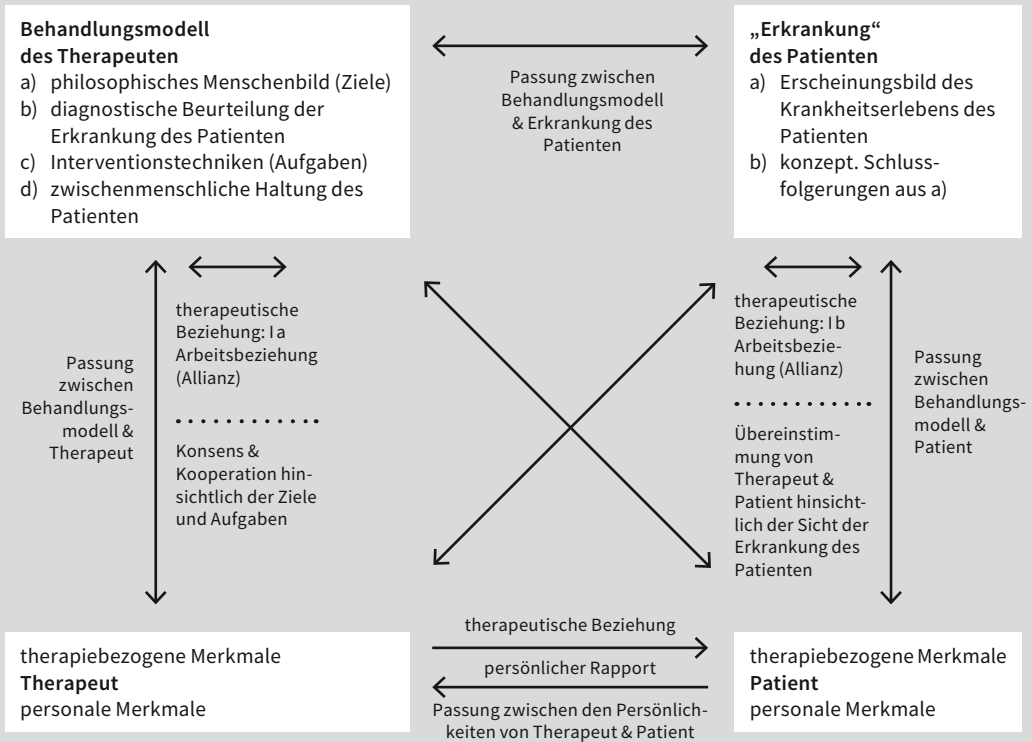 Behandlungsmodell
des Therapeuten
a) philosophisches Menschenbild (Ziele)
b) diagnostische Beurteilung der
Erkrankung des Patienten
c) Interventionstechniken (Aufgaben)
d) zwischenmenschliche Haltung des
Patienten
Passung zwischen
Behandlungsmodell
& Erkrankung des
Patienten
„Erkrankung“
des Patienten
a) Erscheinungsbild des
Krankheitserlebens des
Patienten
b) konzept. Schluss-
folgerungen aus a)
Passung
zwischen
Behandlungs-
modell &
Therapeut
therapeutische
Beziehung: I a
Arbeitsbeziehung
(Allianz)
Konsens &
Kooperation hin-
sichtlich der Ziele
und Aufgaben
therapeutische
Beziehung: I b
Arbeitsbezie-
hung (Allianz)
Übereinstim-
mung von
Therapeut &
Patient hinsicht-
lich der Sicht der
Erkrankung des
Patienten
Passung
zwischen
Behandlungs-
modell &
Patient
therapiebezogene Merkmale
Therapeut
personale Merkmale
therapeutische Beziehung
persönlicher Rapport
Passung zwischen den Persönlich-
keiten von Therapeut & Patient
therapiebezogene Merkmale
Patient
personale Merkmale